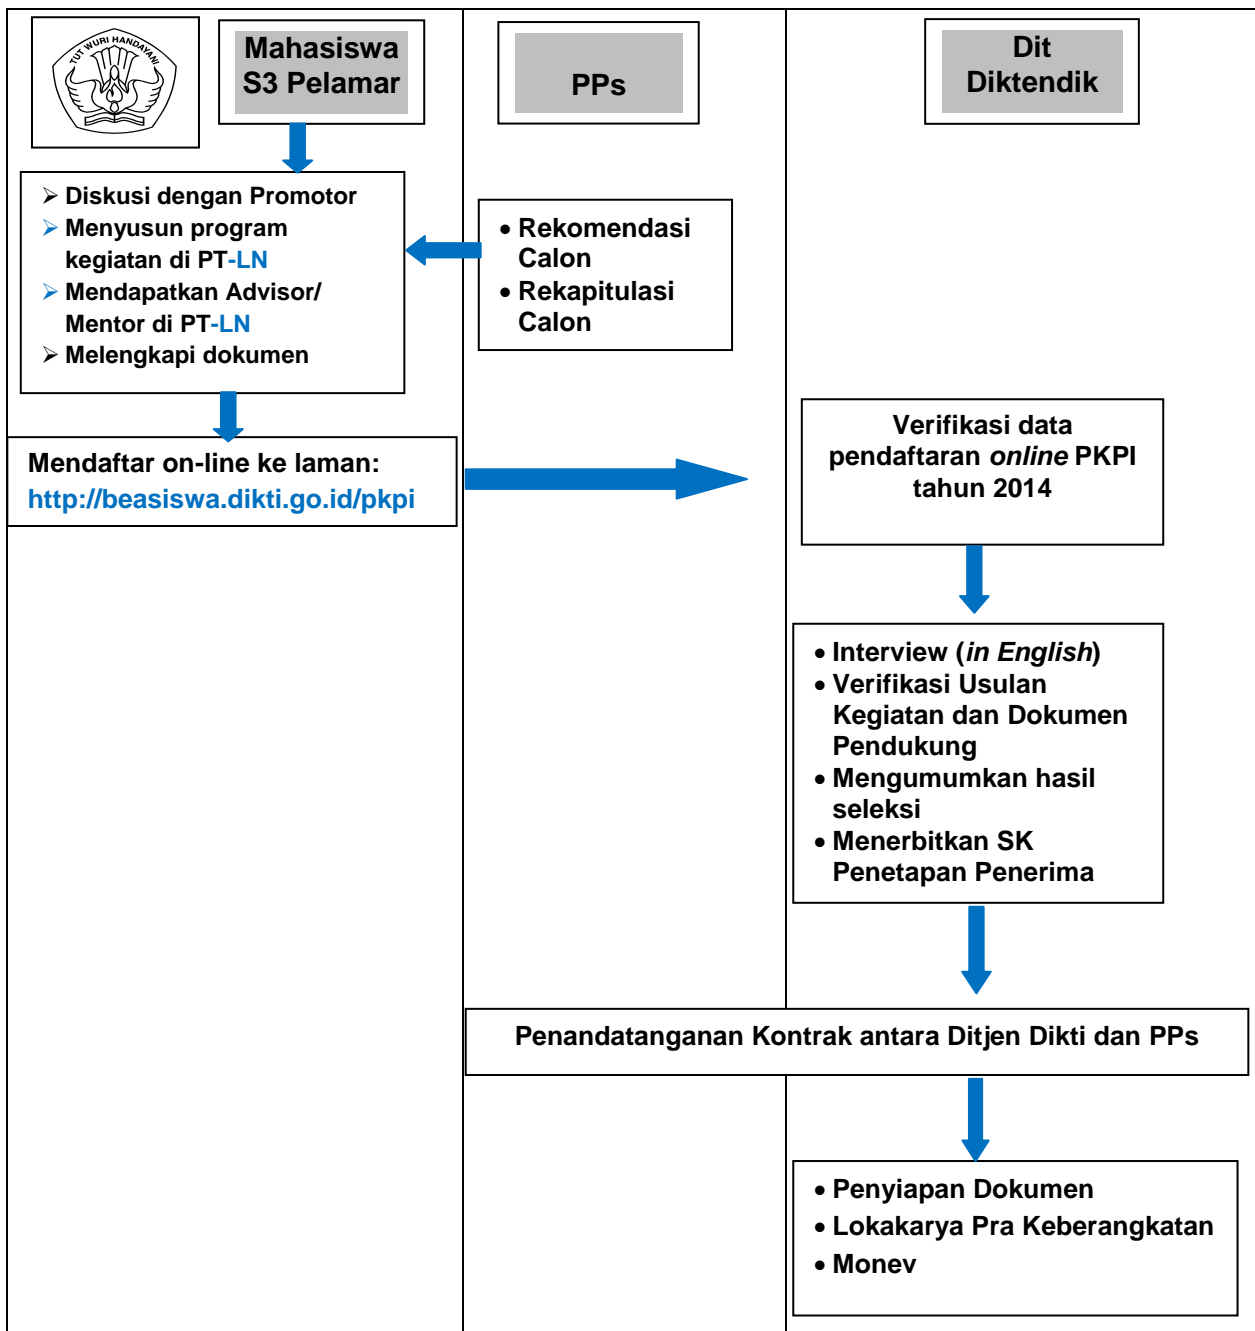 TUT WURI HANDAYANI
Mahasiswa
S3 Pelamar
PPs
Dit
Diktendik
➢ Diskusi dengan Promotor
➢ Menyusun program
kegiatan di PT-LN
➢ Mendapatkan Advisor/
Mentor di PT-LN
➢ Melengkapi dokumen
• Rekomendasi
Calon
• Rekapitulasi
Calon
Mendaftar on-line ke laman:
http://beasiswa.dikti.go.id/pkpi
Verifikasi data
pendaftaran online PKPI
tahun 2014
• Interview (in English)
• Verifikasi Usulan
Kegiatan dan Dokumen
Pendukung
• Mengumumkan hasil
seleksi
• Menerbitkan SK
Penetapan Penerima
Penandatanganan Kontrak antara Ditjen Dikti dan PPs
• Penyiapan Dokumen
• Lokakarya Pra Keberangkatan
• Monev